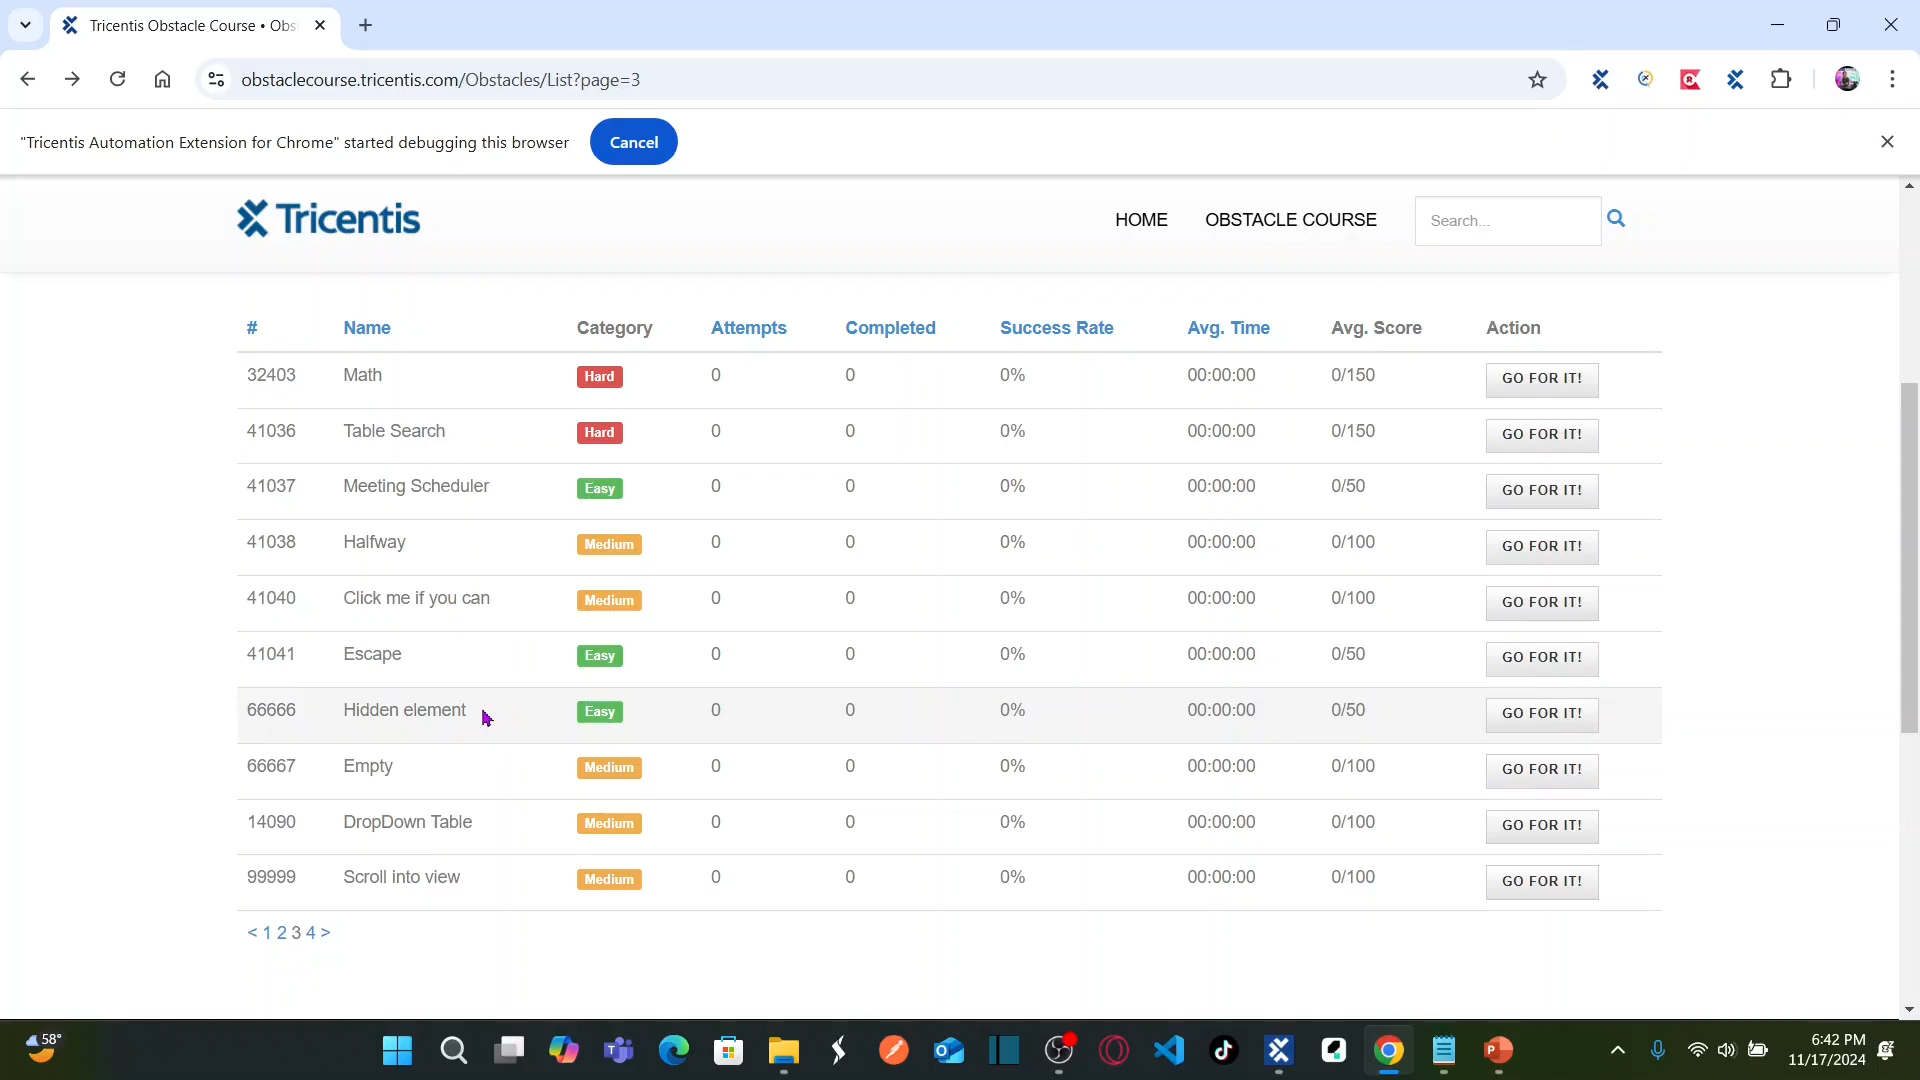 Tricentis Obstacle Course • Obs
obstaclecourse.tricentis.com/Obstacles/List?page=3
"Tricentis Automation Extension for Chrome" started debugging this browser
Cancel
Tricentis
HOME
OBSTACLE COURSE
Search...
# Name Category Attempts Completed Success Rate Avg. Time Avg. Score Action
32403 Math Hard 0 0 0% 00:00:00 0/150 GO FOR IT!
41036 Table Search Hard 0 0 0% 00:00:00 0/150 GO FOR IT!
41037 Meeting Scheduler Easy 0 0 0% 00:00:00 0/50 GO FOR IT!
41038 Halfway Medium 0 0 0% 00:00:00 0/100 GO FOR IT!
41040 Click me if you can Medium 0 0 0% 00:00:00 0/100 GO FOR IT!
41041 Escape Easy 0 0 0% 00:00:00 0/50 GO FOR IT!
66666 Hidden element Easy 0 0 0% 00:00:00 0/50 GO FOR IT!
66667 Empty Medium 0 0 0% 00:00:00 0/100 GO FOR IT!
14090 DropDown Table Medium 0 0 0% 00:00:00 0/100 GO FOR IT!
99999 Scroll into view Medium 0 0 0% 00:00:00 0/100 GO FOR IT!
< 1 2 3 4 >
58°
6:42 PM
11/17/2024